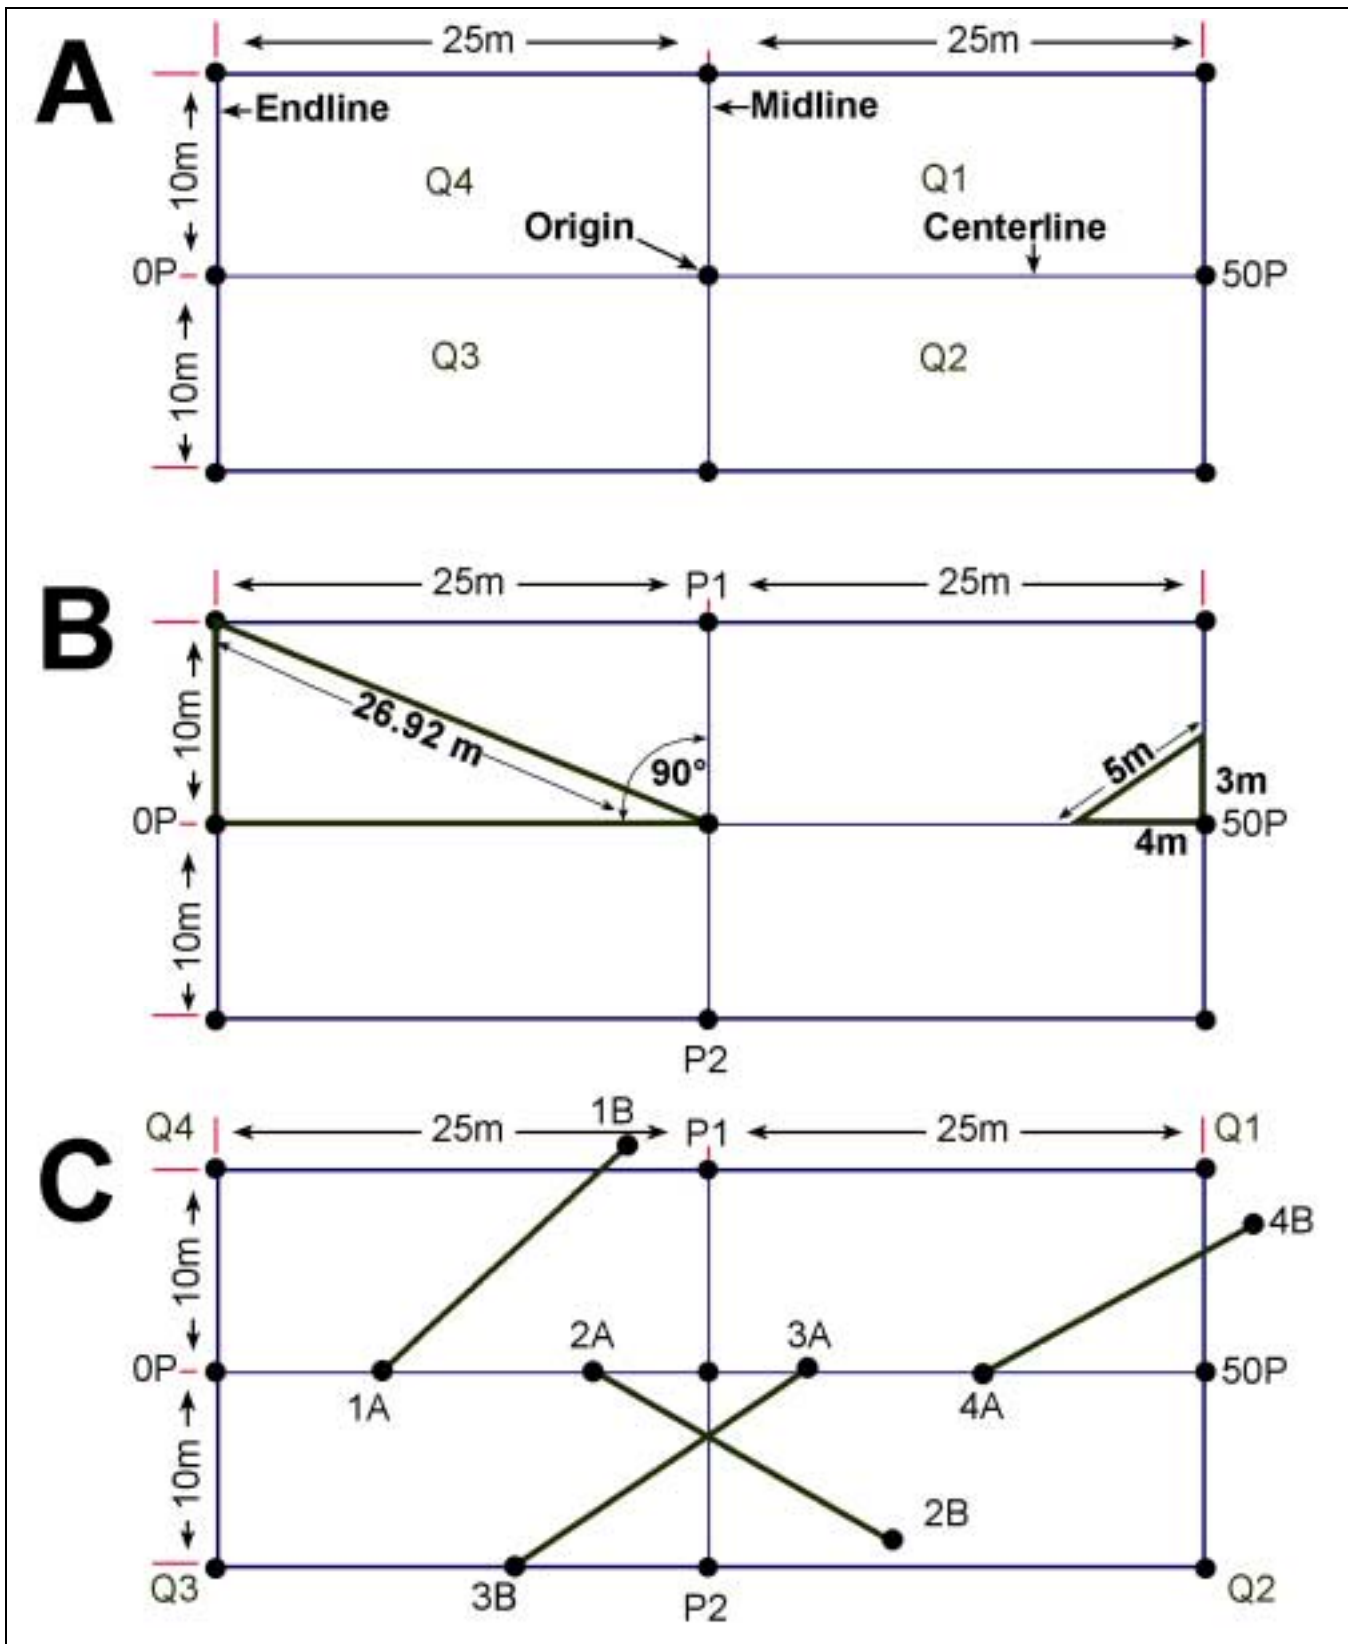 A
25m 25m
Endline Midline
10m
Q4 Q1
Origin Centerline
0P 50P
10m
Q3 Q2
B
25m P1 25m
10m
26.92 m
90°
5m
3m
0P 50P
4m
10m
P2
C
Q4 25m 1B P1 25m Q1
4B
10m
2A 3A
0P 50P
1A 4A
10m
2B
Q3 3B P2 Q2